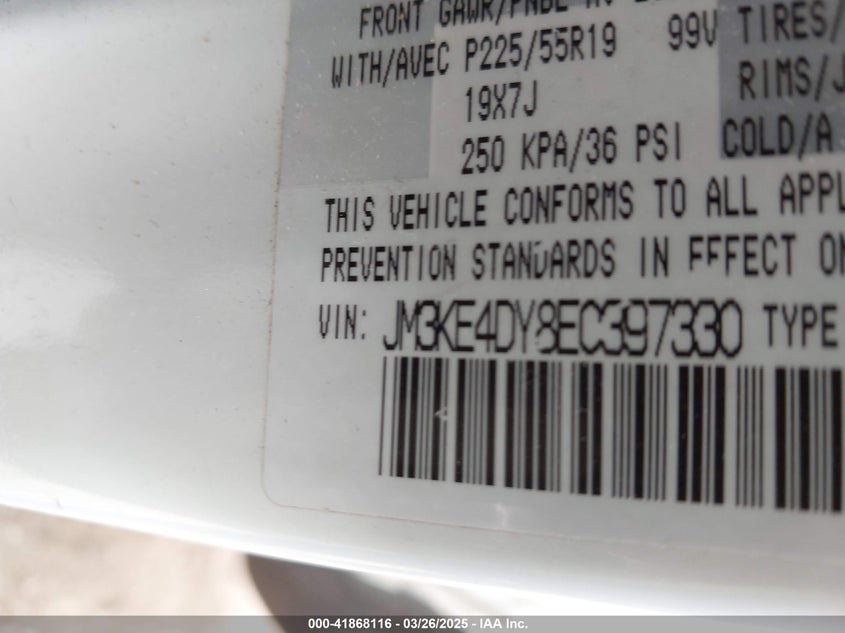 FRONT GAWR/PNBE
WITH/AVEC P225/55R19 99V TIRES/
19X7J RIMS/J
250 KPA/36 PSI COLD/A
THIS VEHICLE CONFORMS TO ALL APPL
PREVENTION STANDARDS IN EFFECT ON
VIN: JM3KE4DY8EC397330 TYPE
000-41868116 - 03/26/2025 - IAA Inc.